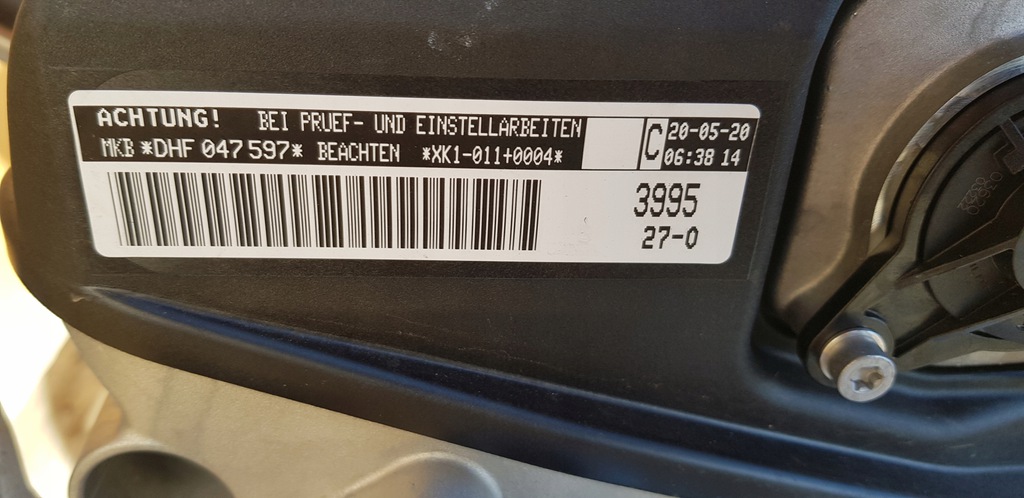 ACHTUNG! BEI PRUEF- UND EINSTELLARBEITEN
MKB *DHF 047597* BEACHTEN *XK1-011+0004*
C
20-05-20
06:38 14
3995
27-0